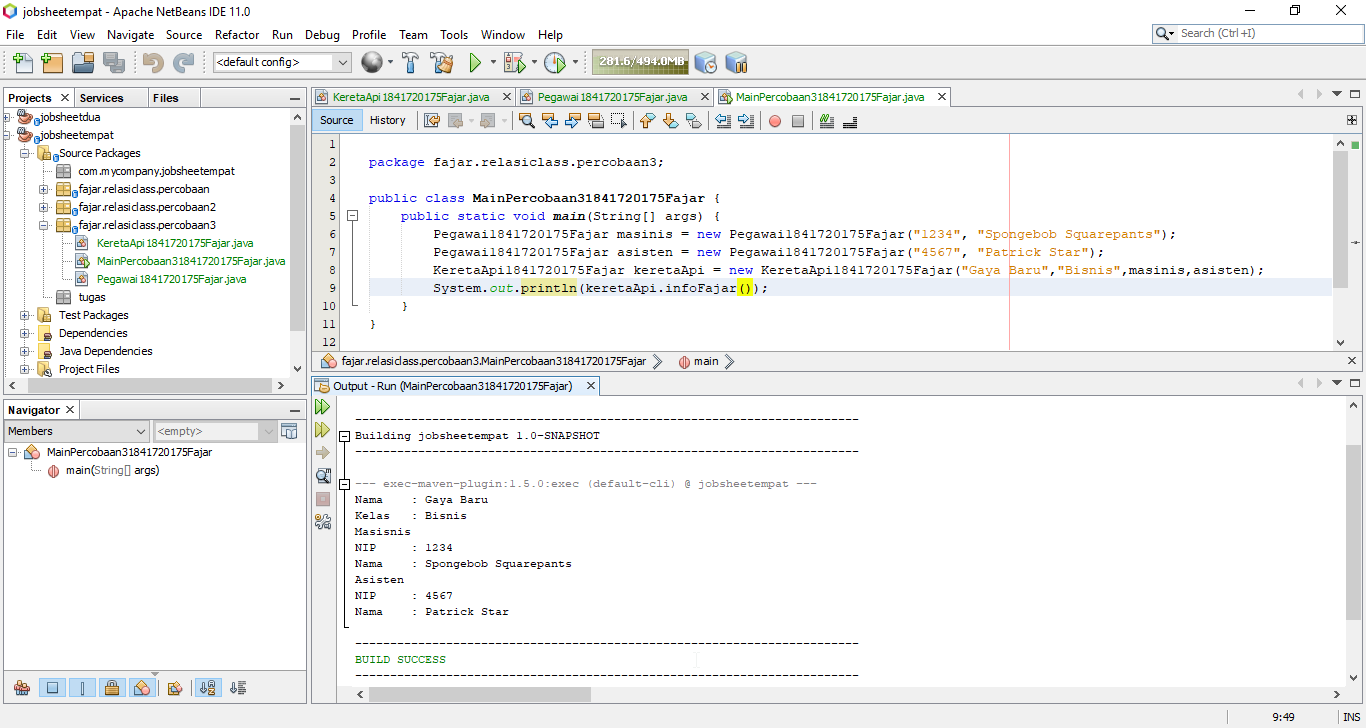 jobsheetempat - Apache NetBeans IDE 11.0
File Edit View Navigate Source Refactor Run Debug Profile Team Tools Window Help
Search (Ctrl+I)
<default config>
281.6/494.0MB
Projects Services Files
jobsheetdua
jobsheetempat
Source Packages
com.mycompany.jobsheetempat
fajar.relasiclass.percobaan
fajar.relasiclass.percobaan2
fajar.relasiclass.percobaan3
KeretaApi1841720175Fajar.java
MainPercobaan31841720175Fajar.java
Pegawai1841720175Fajar.java
tugas
Test Packages
Dependencies
Java Dependencies
Project Files
Navigator
Members
<empty>
MainPercobaan31841720175Fajar
main(String[] args)
KeretaApi1841720175Fajar.java Pegawai1841720175Fajar.java MainPercobaan31841720175Fajar.java
Source History
1
2 package fajar.relasiclass.percobaan3;
3
4 public class MainPercobaan31841720175Fajar {
5 public static void main(String[] args) {
6 Pegawai1841720175Fajar masinis = new Pegawai1841720175Fajar("1234", "Spongebob Squarepants");
7 Pegawai1841720175Fajar asisten = new Pegawai1841720175Fajar("4567", "Patrick Star");
8 KeretaApi1841720175Fajar keretaApi = new KeretaApi1841720175Fajar("Gaya Baru","Bisnis",masinis,asisten);
9 System.out.println(keretaApi.infoFajar());
10 }
11 }
12
fajar.relasiclass.percobaan3.MainPercobaan31841720175Fajar main
Output - Run (MainPercobaan31841720175Fajar)
------------------------------------------------------------------------
Building jobsheetempat 1.0-SNAPSHOT
------------------------------------------------------------------------
--- exec-maven-plugin:1.5.0:exec (default-cli) @ jobsheetempat ---
Nama : Gaya Baru
Kelas : Bisnis
Masisnis
NIP : 1234
Nama : Spongebob Squarepants
Asisten
NIP : 4567
Nama : Patrick Star
------------------------------------------------------------------------
BUILD SUCCESS
------------------------------------------------------------------------
9:49 INS